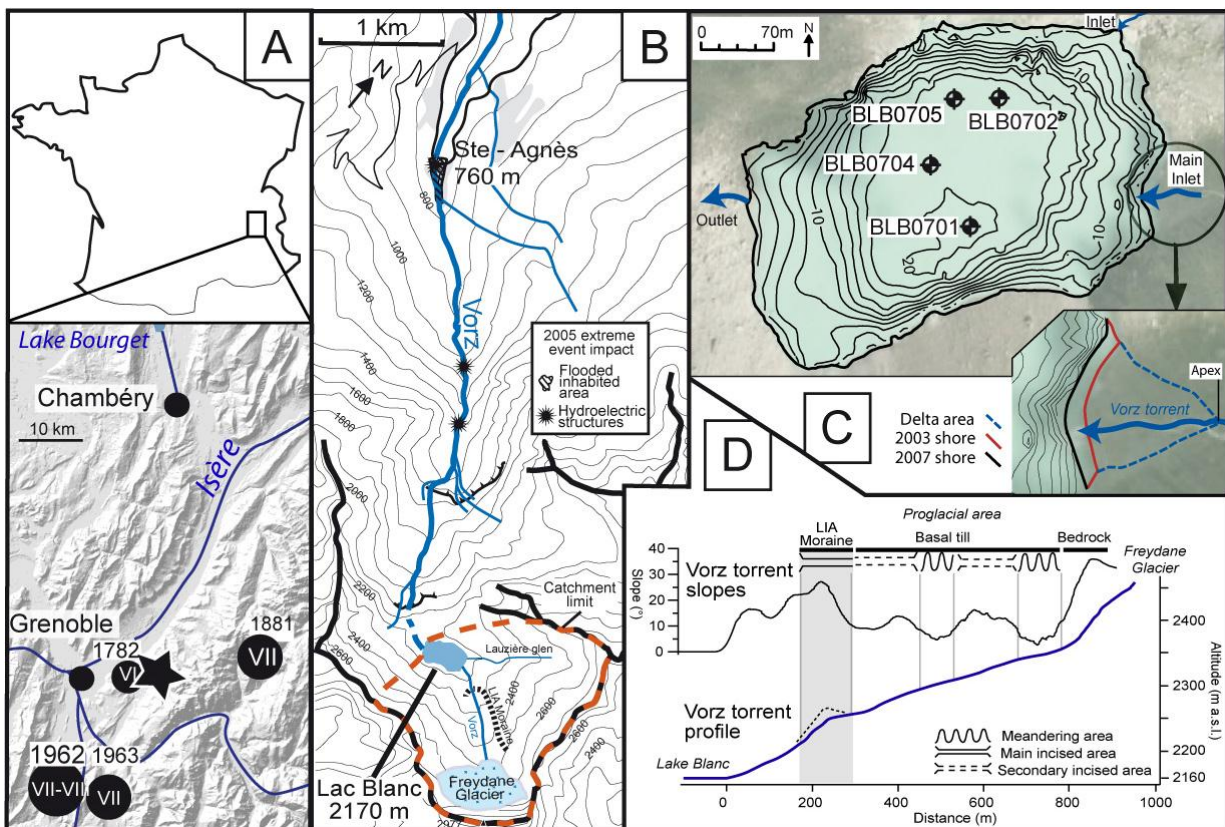 A
Lake Bourget
Chambéry
10 km
Isère
Grenoble
1782
VI
1881
VII
1962
VII-VIII
1963
VII
B
1 km
N
Ste - Agnès
760 m
800
1000
1200
1400
1600
1800
2000
2200
2400
2600
Vorz
2005 extreme
event impact
Flooded
inhabited
area
Hydroelectric
structures
Catchment
limit
Lauzière glen
LIA Moraine
2400
2600
2600
2400
Vorz
Freydane
Glacier
2977
Lac Blanc
2170 m
0 70m
N
Inlet
BLB0705
BLB0702
BLB0704
BLB0701
10
10
10
20
Main
Inlet
Outlet
C
Apex
Vorz torrent
Delta area
2003 shore
2007 shore
D
Proglacial area
LIA
Moraine
Basal till
Bedrock
Freydane
Glacier
Slope (°)
40
30
20
10
0
Vorz torrent
slopes
Vorz torrent
profile
Lake Blanc
Meandering area
Main incised area
Secondary incised area
2400
2300
2200
2160
Altitude (m a.s.l.)
0 200 400 600 800 1000
Distance (m)